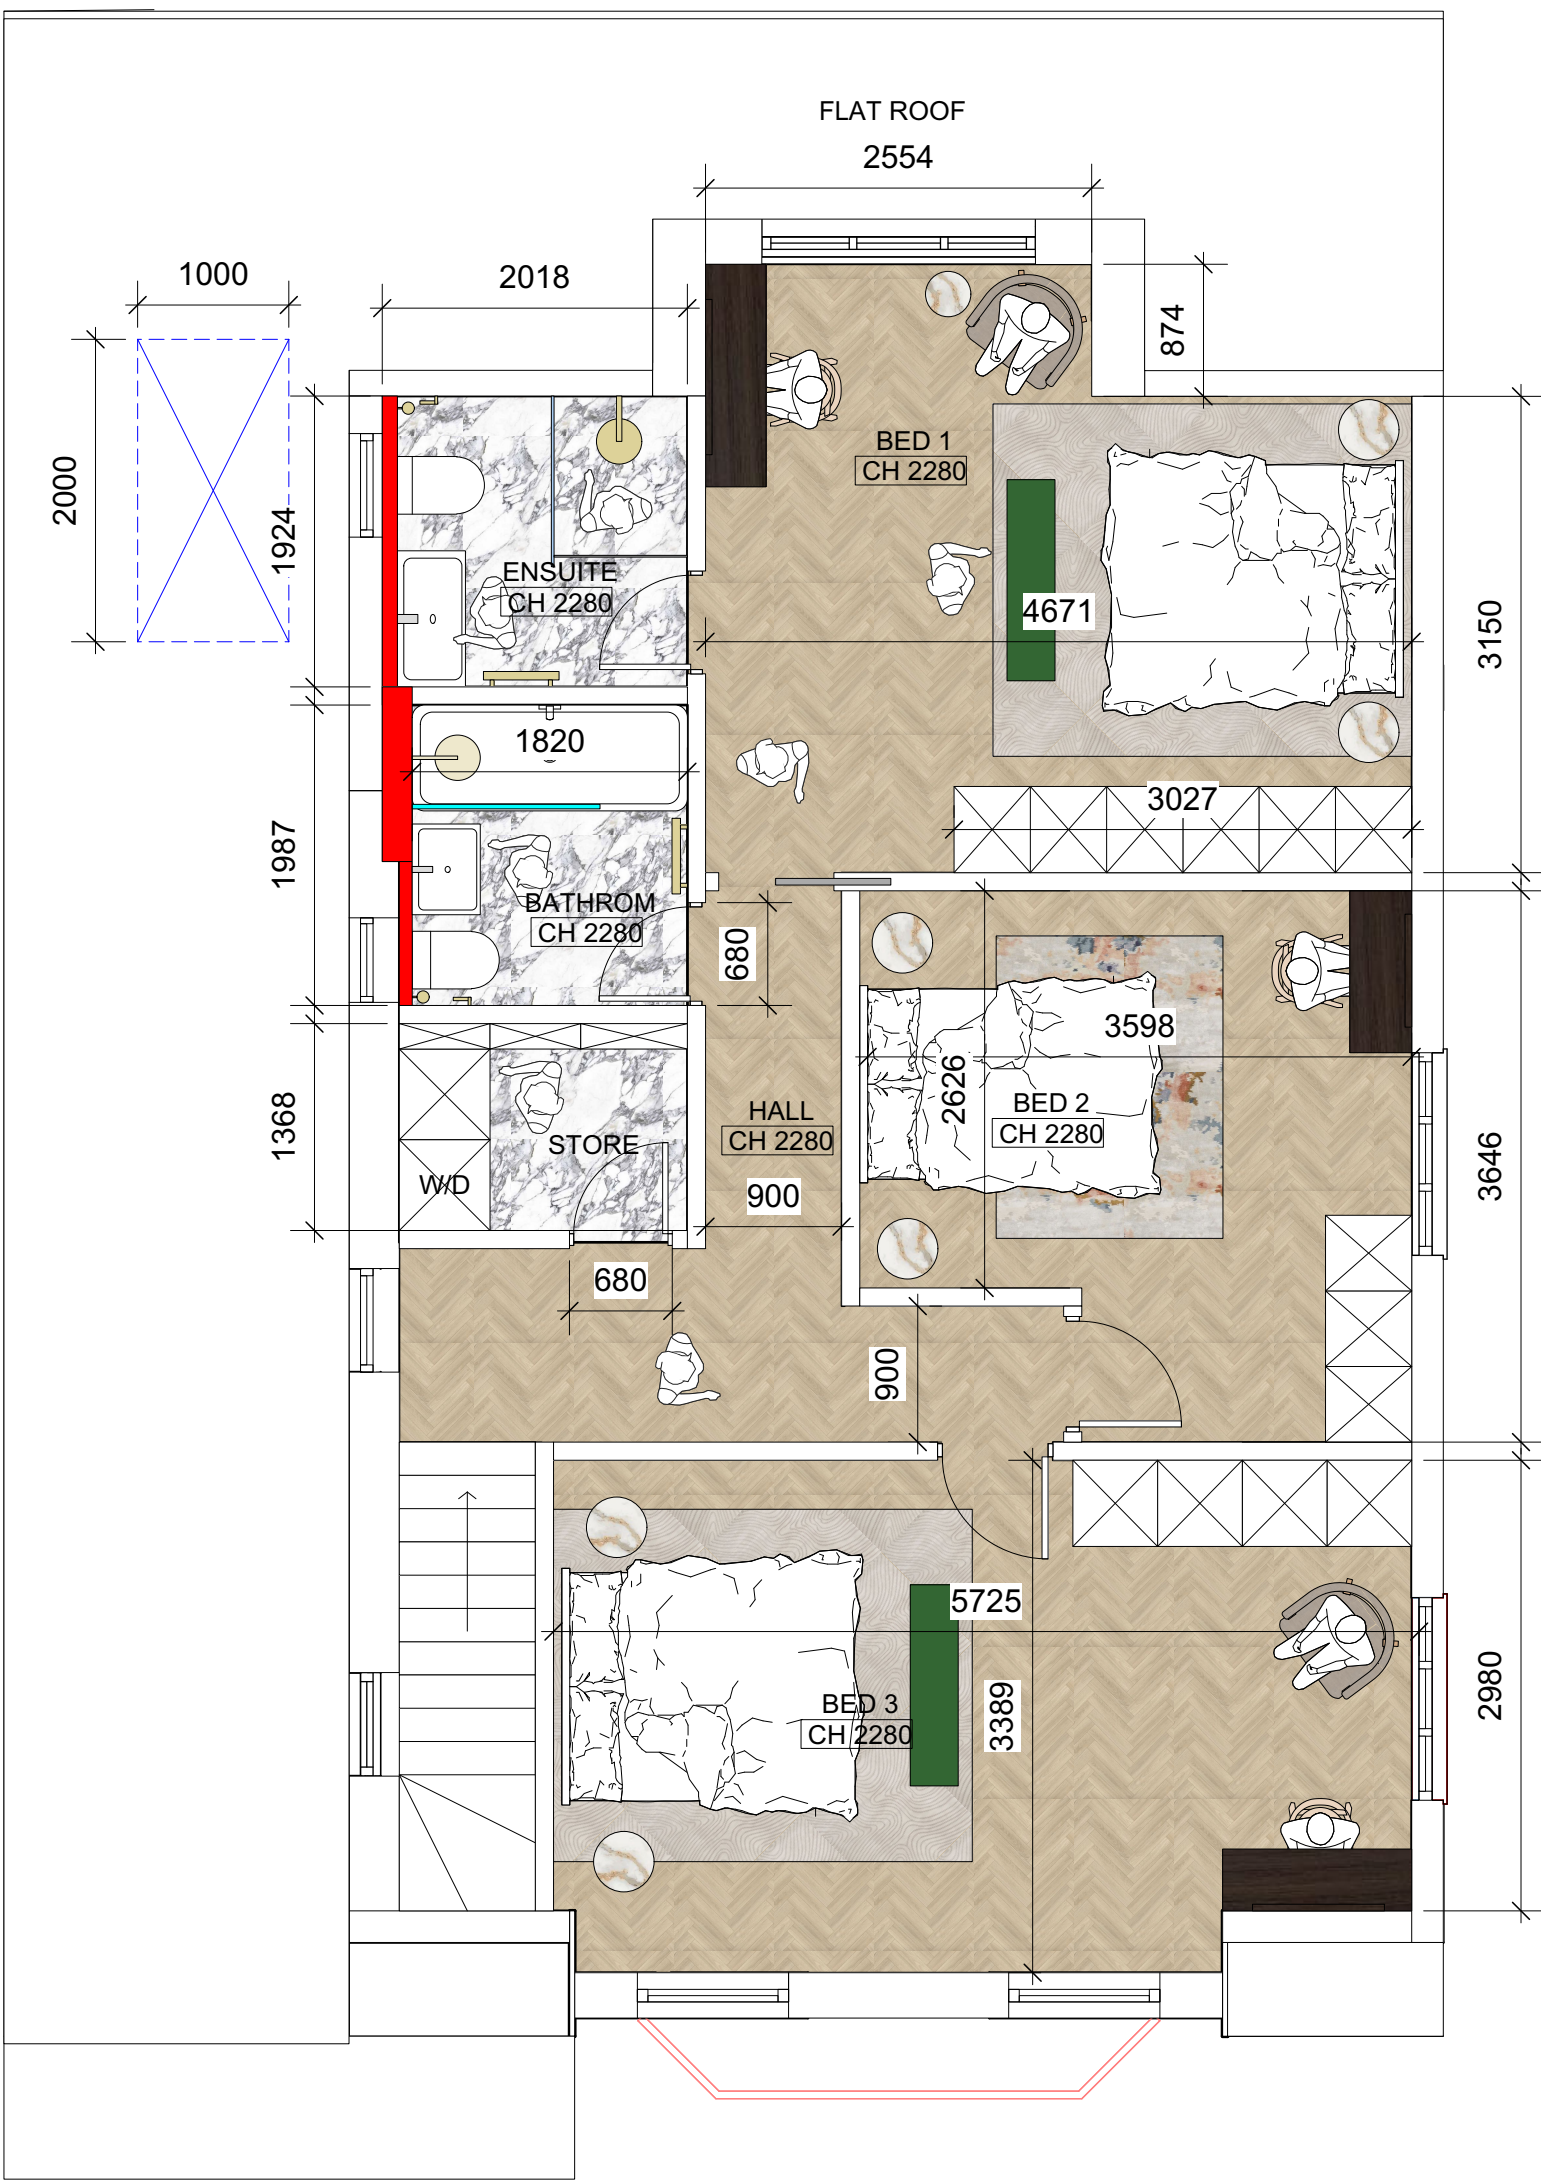 FLAT ROOF
2554
1000
2018
874
2000
1924
BED 1
CH 2280
ENSUITE
CH 2280
4671
3150
1820
3027
1987
BATHROM
CH 2280
680
3598
2626
1368
HALL
CH 2280
BED 2
CH 2280
STORE
3646
W/D
900
680
900
5725
BED 3
CH 2280
3389
2980